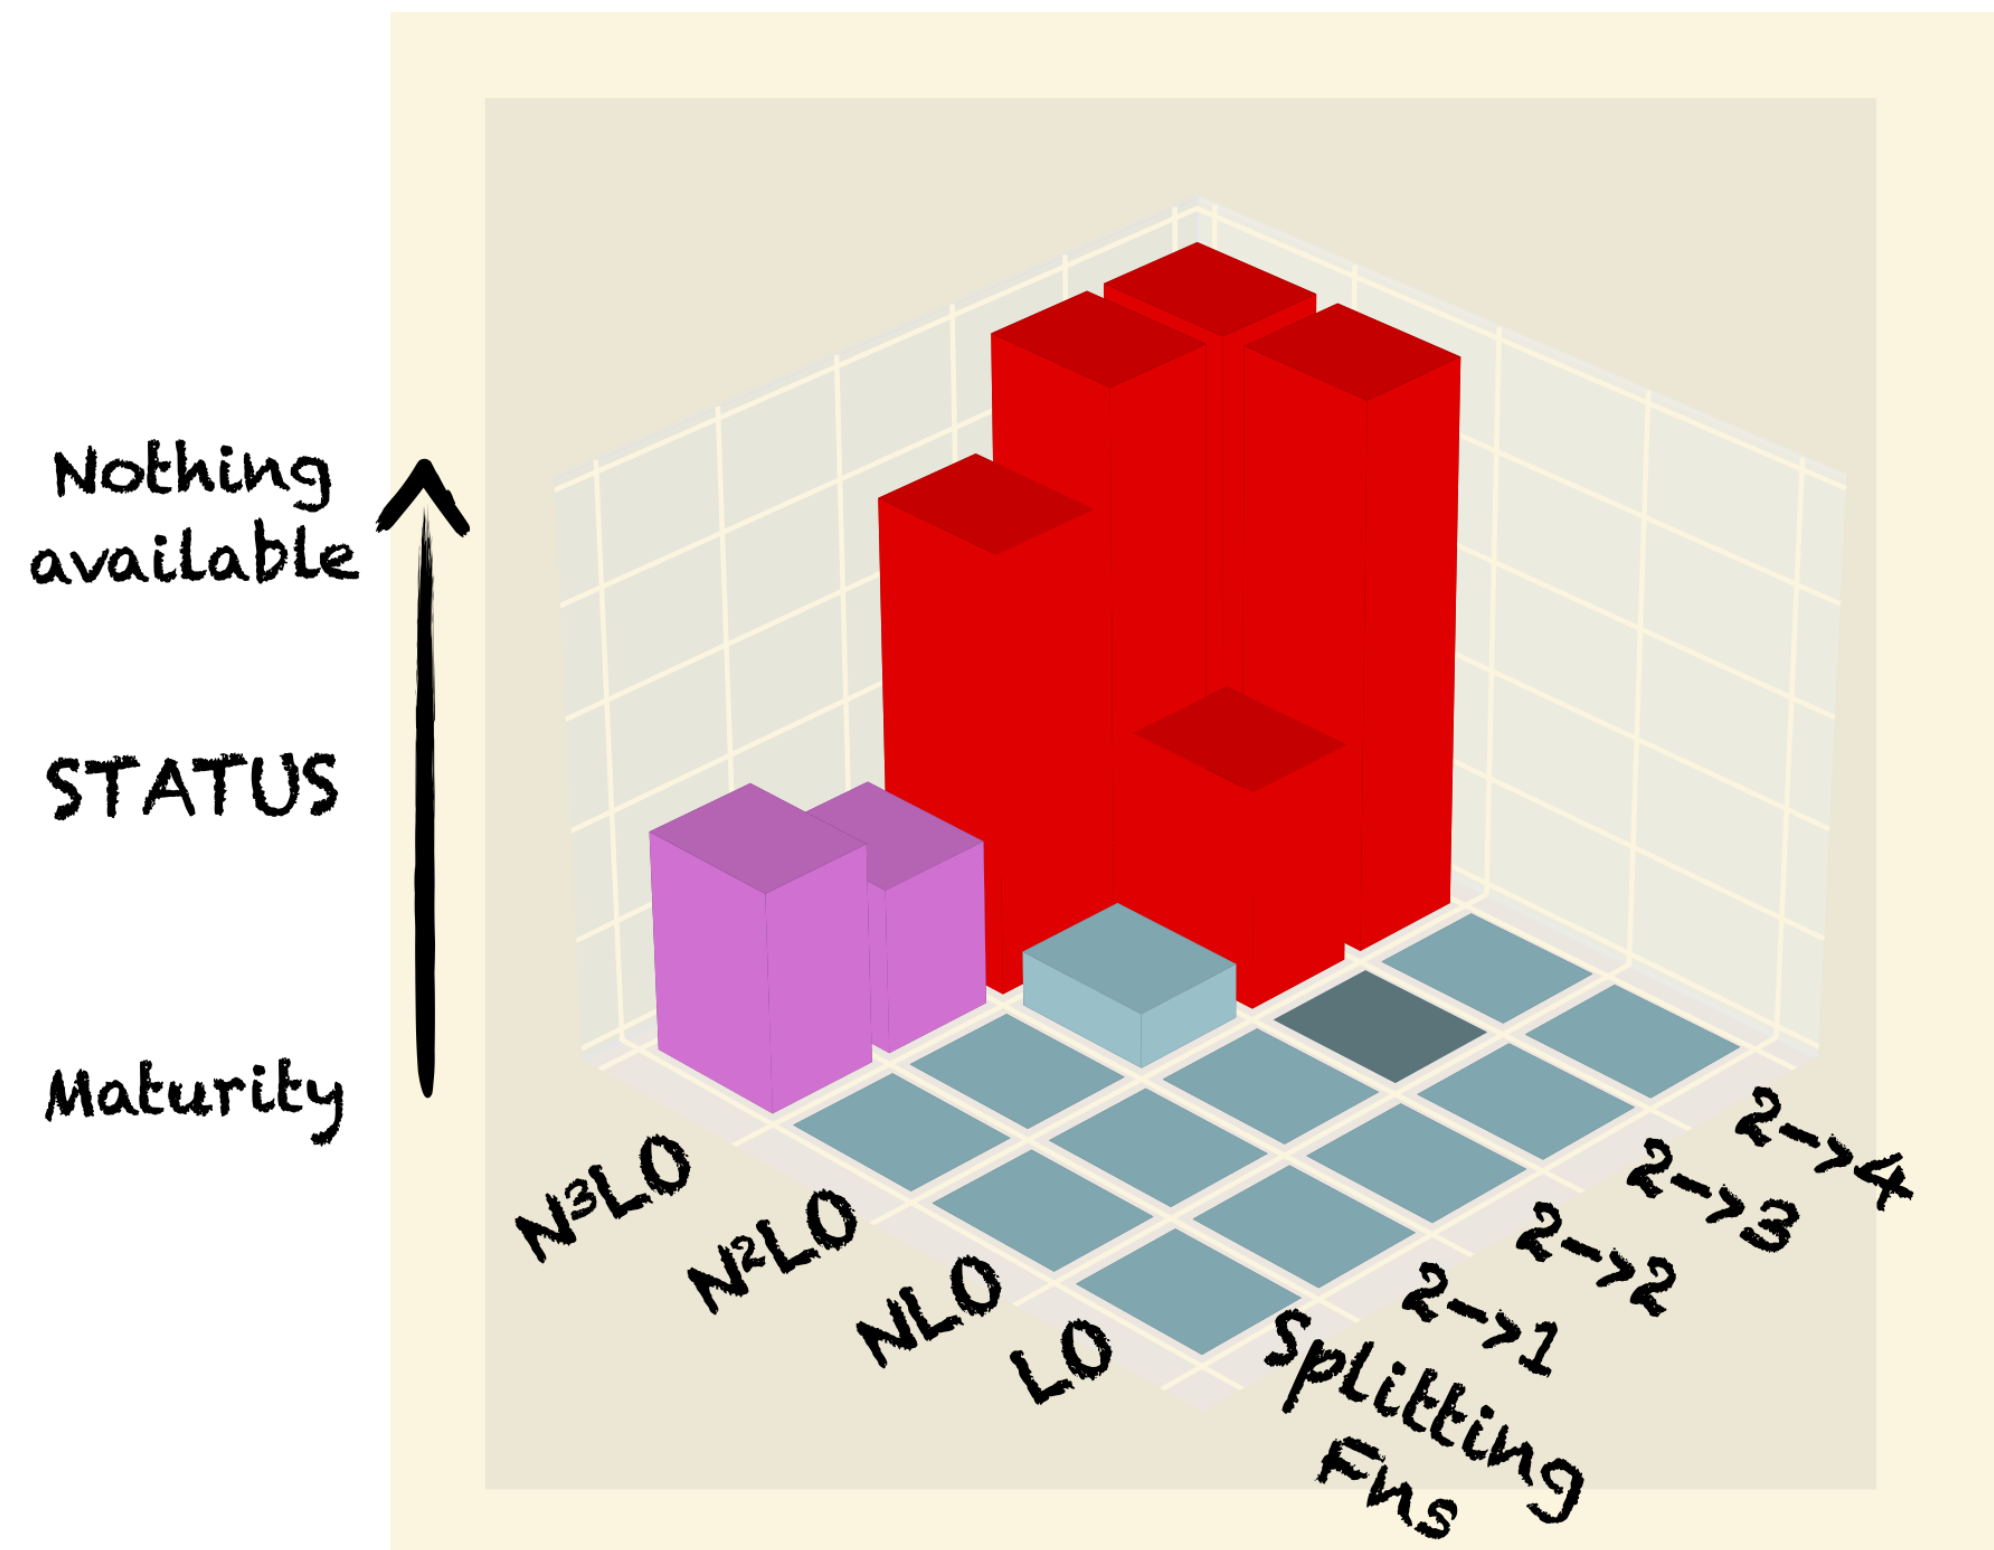 Nothing
available
STATUS
Maturity
N³LO
N²LO
NLO
LO
Splitting
Fns
2->1
2->2
2->3
2->4